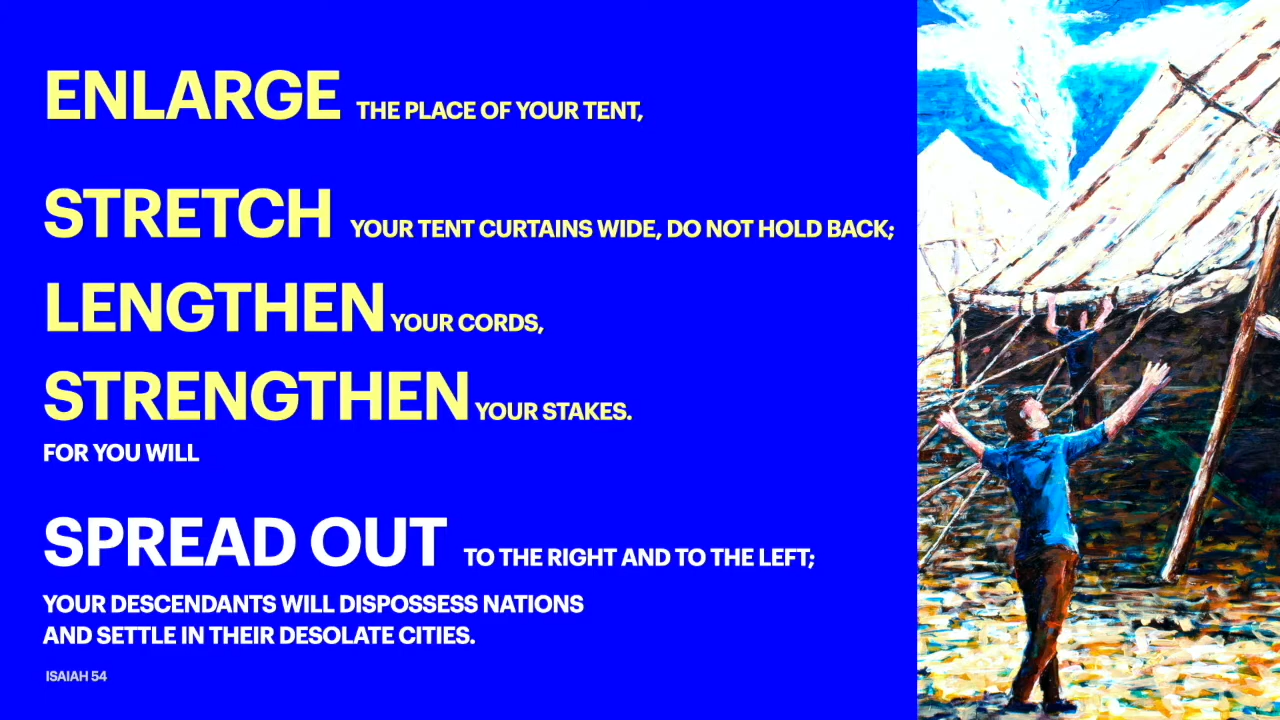 ENLARGE THE PLACE OF YOUR TENT,
STRETCH YOUR TENT CURTAINS WIDE, DO NOT HOLD BACK;
LENGTHEN YOUR CORDS,
STRENGTHEN YOUR STAKES.
FOR YOU WILL
SPREAD OUT TO THE RIGHT AND TO THE LEFT;
YOUR DESCENDANTS WILL DISPOSSESS NATIONS
AND SETTLE IN THEIR DESOLATE CITIES.
ISAIAH 54